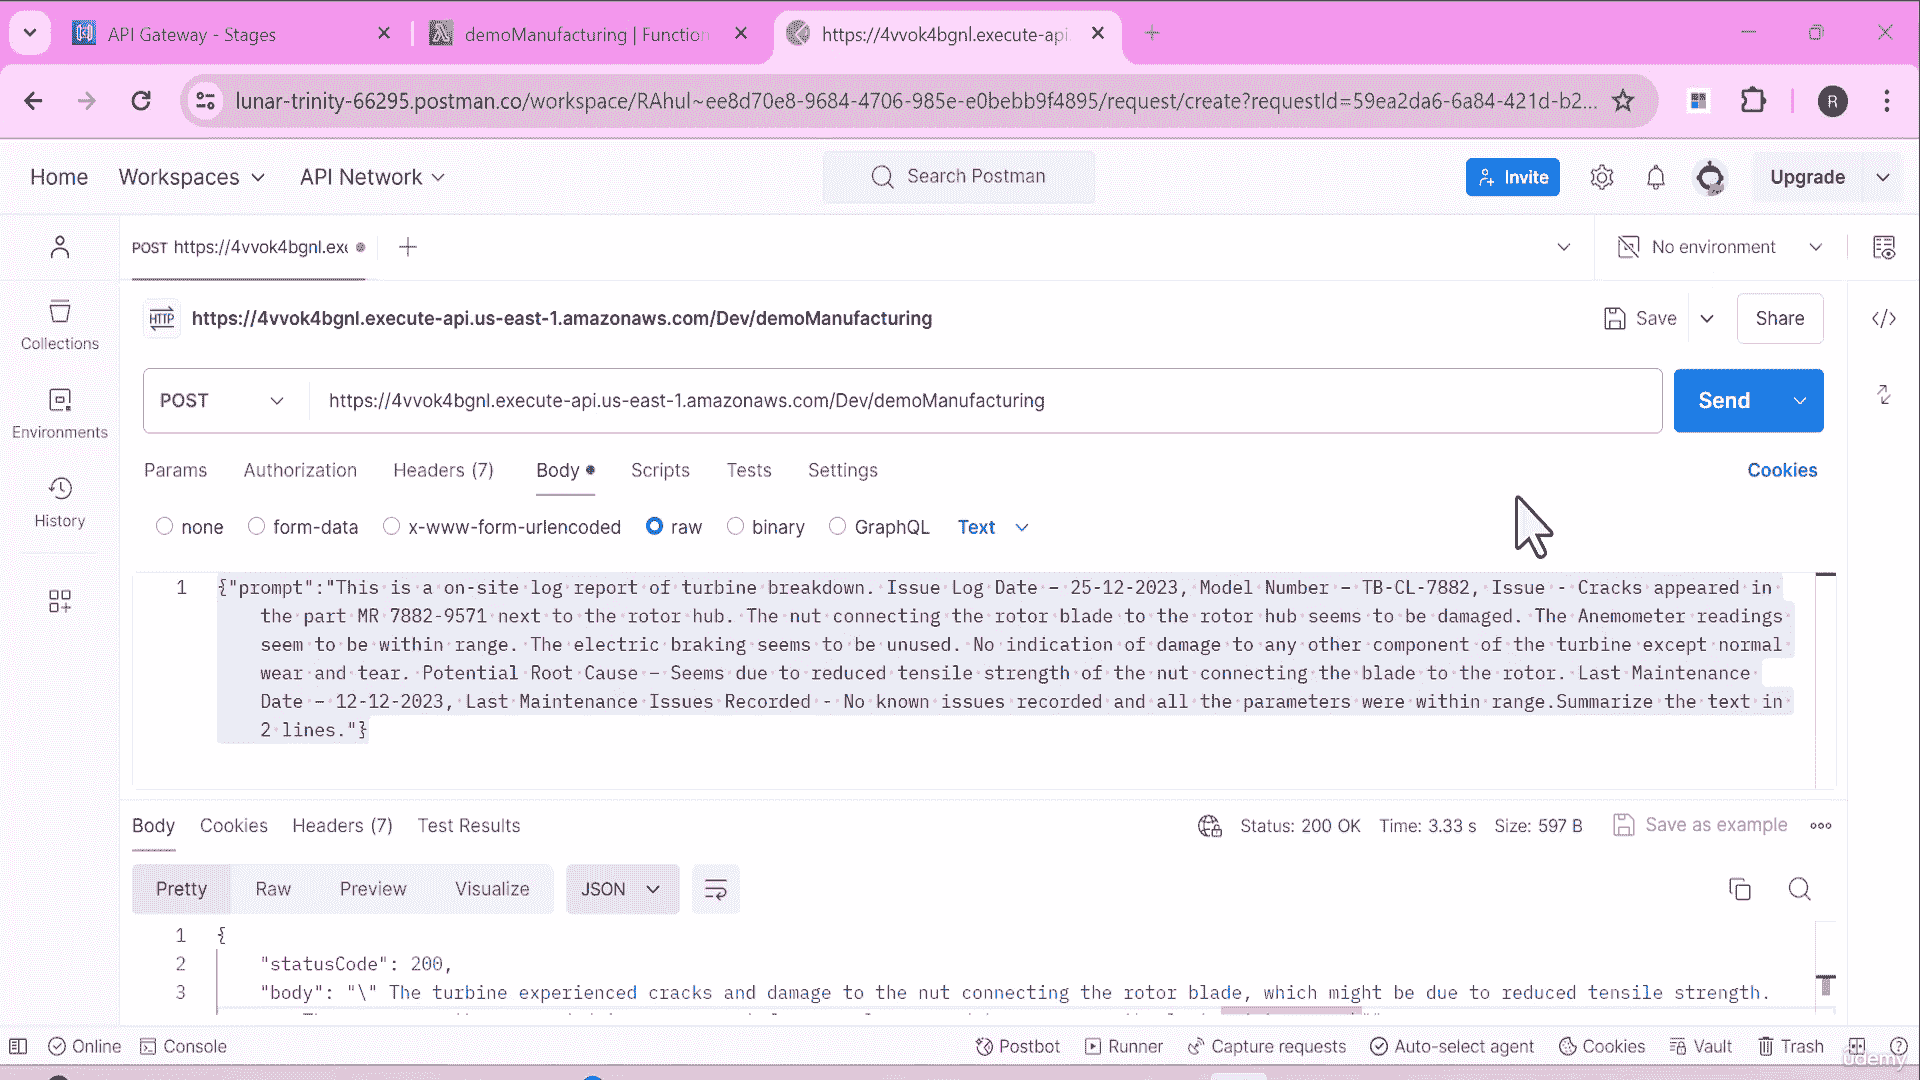 API Gateway - Stages
demoManufacturing | Function
https://4vvok4bgnl.execute-api.
lunar-trinity-66295.postman.co/workspace/RAhul~ee8d70e8-9684-4706-985e-e0bebb9f4895/request/create?requestId=59ea2da6-6a84-421d-b2...
R
Home
Workspaces
API Network
Search Postman
Invite
Upgrade
POST https://4vvok4bgnl.exe
No environment
HTTP
https://4vvok4bgnl.execute-api.us-east-1.amazonaws.com/Dev/demoManufacturing
Save
Share
Collections
POST
https://4vvok4bgnl.execute-api.us-east-1.amazonaws.com/Dev/demoManufacturing
Send
Environments
Params
Authorization
Headers (7)
Body
Scripts
Tests
Settings
Cookies
History
none
form-data
x-www-form-urlencoded
raw
binary
GraphQL
Text
1
{"prompt":"This is a on-site log report of turbine breakdown. Issue Log Date – 25-12-2023, Model Number – TB-CL-7882, Issue - Cracks appeared in
the part MR 7882-9571 next to the rotor hub. The nut connecting the rotor blade to the rotor hub seems to be damaged. The Anemometer readings
seem to be within range. The electric braking seems to be unused. No indication of damage to any other component of the turbine except normal
wear and tear. Potential Root Cause – Seems due to reduced tensile strength of the nut connecting the blade to the rotor. Last Maintenance
Date – 12-12-2023, Last Maintenance Issues Recorded - No known issues recorded and all the parameters were within range.Summarize the text in
2 lines."}
Body
Cookies
Headers (7)
Test Results
Status: 200 OK
Time: 3.33 s
Size: 597 B
Save as example
Pretty
Raw
Preview
Visualize
JSON
1
{
2
"statusCode": 200,
3
"body": "\" The turbine experienced cracks and damage to the nut connecting the rotor blade, which might be due to reduced tensile strength.
Online
Console
Postbot
Runner
Capture requests
Auto-select agent
Cookies
Vault
Trash
udemy